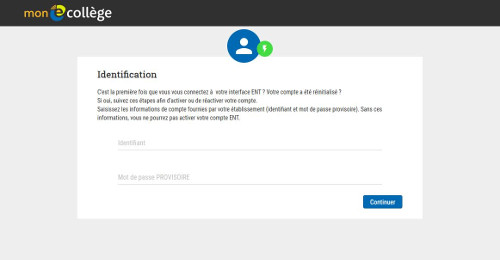 mon e collège
Identification
C'est la première fois que vous vous connectez à votre interface ENT ? Votre compte a été réinitialisé ?
Si oui, suivez ces étapes afin d'activer ou de réactiver votre compte.
Saisissez les informations de compte fournies par votre établissement (identifiant et mot de passe provisoire). Sans ces
informations, vous ne pourrez pas activer votre compte ENT.
Identifiant
Mot de passe PROVISOIRE
Continuer